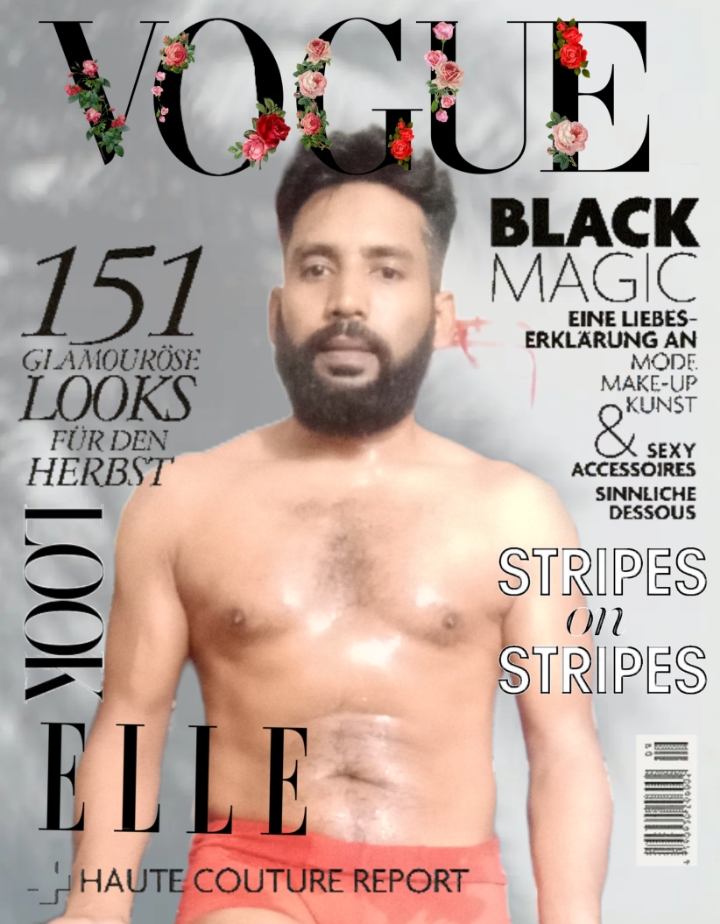 VOGUE
151
GLAMOURÖSE
LOOKS
FÜR DEN
HERBST
LOOK
ELLE
HAUTE COUTURE REPORT
BLACK
MAGIC
EINE LIEBES-
ERKLÄRUNG AN
MODE
MAKE-UP
KUNST
& SEXY
ACCESSOIRES
SINNLICHE
DESSOUS
STRIPES
on
STRIPES